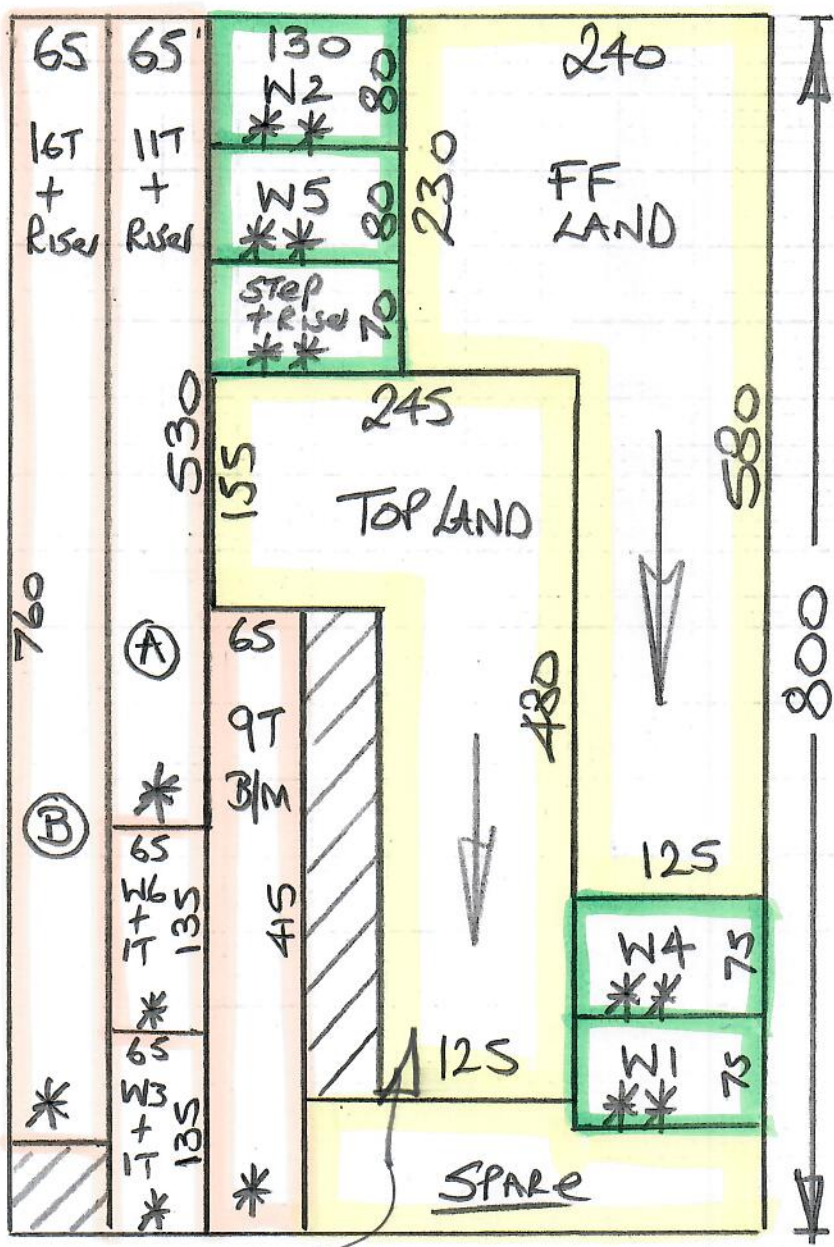 65
16T
+
Riser
760
B
*
65'
11T
+
Riser
530
A
*
65
W6
+
1T
135
*
65
W3
+
1T
135
*
130
W2
80
* *
W5
80
* *
Step
+ Riser
70
* *
240
230
FF
LAND
580
125
245
155
TOP LAND
480
125
65
9T
B/M
415
*
W4
75
* *
W1
75
* *
SPARE
800